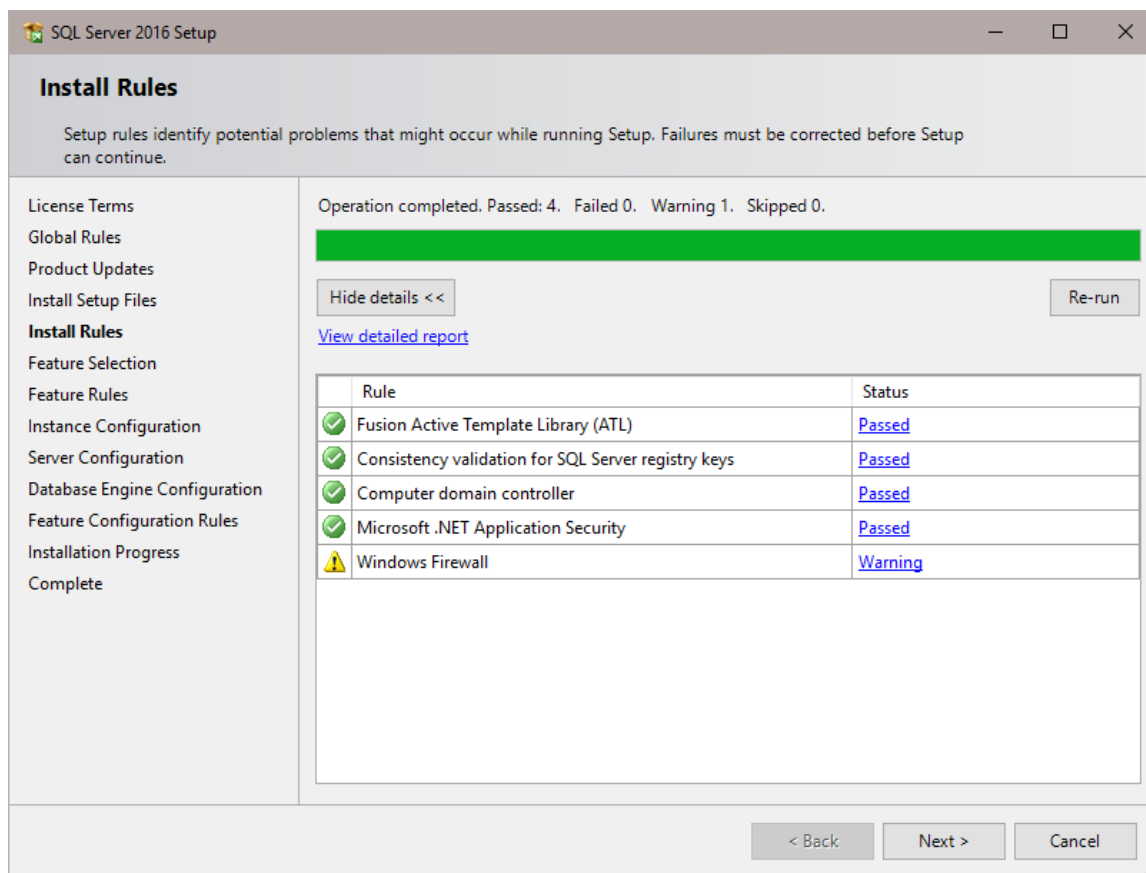 SQL Server 2016 Setup
Install Rules
Setup rules identify potential problems that might occur while running Setup. Failures must be corrected before Setup
can continue.
License Terms
Global Rules
Product Updates
Install Setup Files
Install Rules
Feature Selection
Feature Rules
Instance Configuration
Server Configuration
Database Engine Configuration
Feature Configuration Rules
Installation Progress
Complete
Operation completed. Passed: 4.   Failed 0.   Warning 1.   Skipped 0.
Hide details << Re-run
View detailed report
Rule Status
Fusion Active Template Library (ATL) Passed
Consistency validation for SQL Server registry keys Passed
Computer domain controller Passed
Microsoft .NET Application Security Passed
Windows Firewall Warning
< Back Next > Cancel